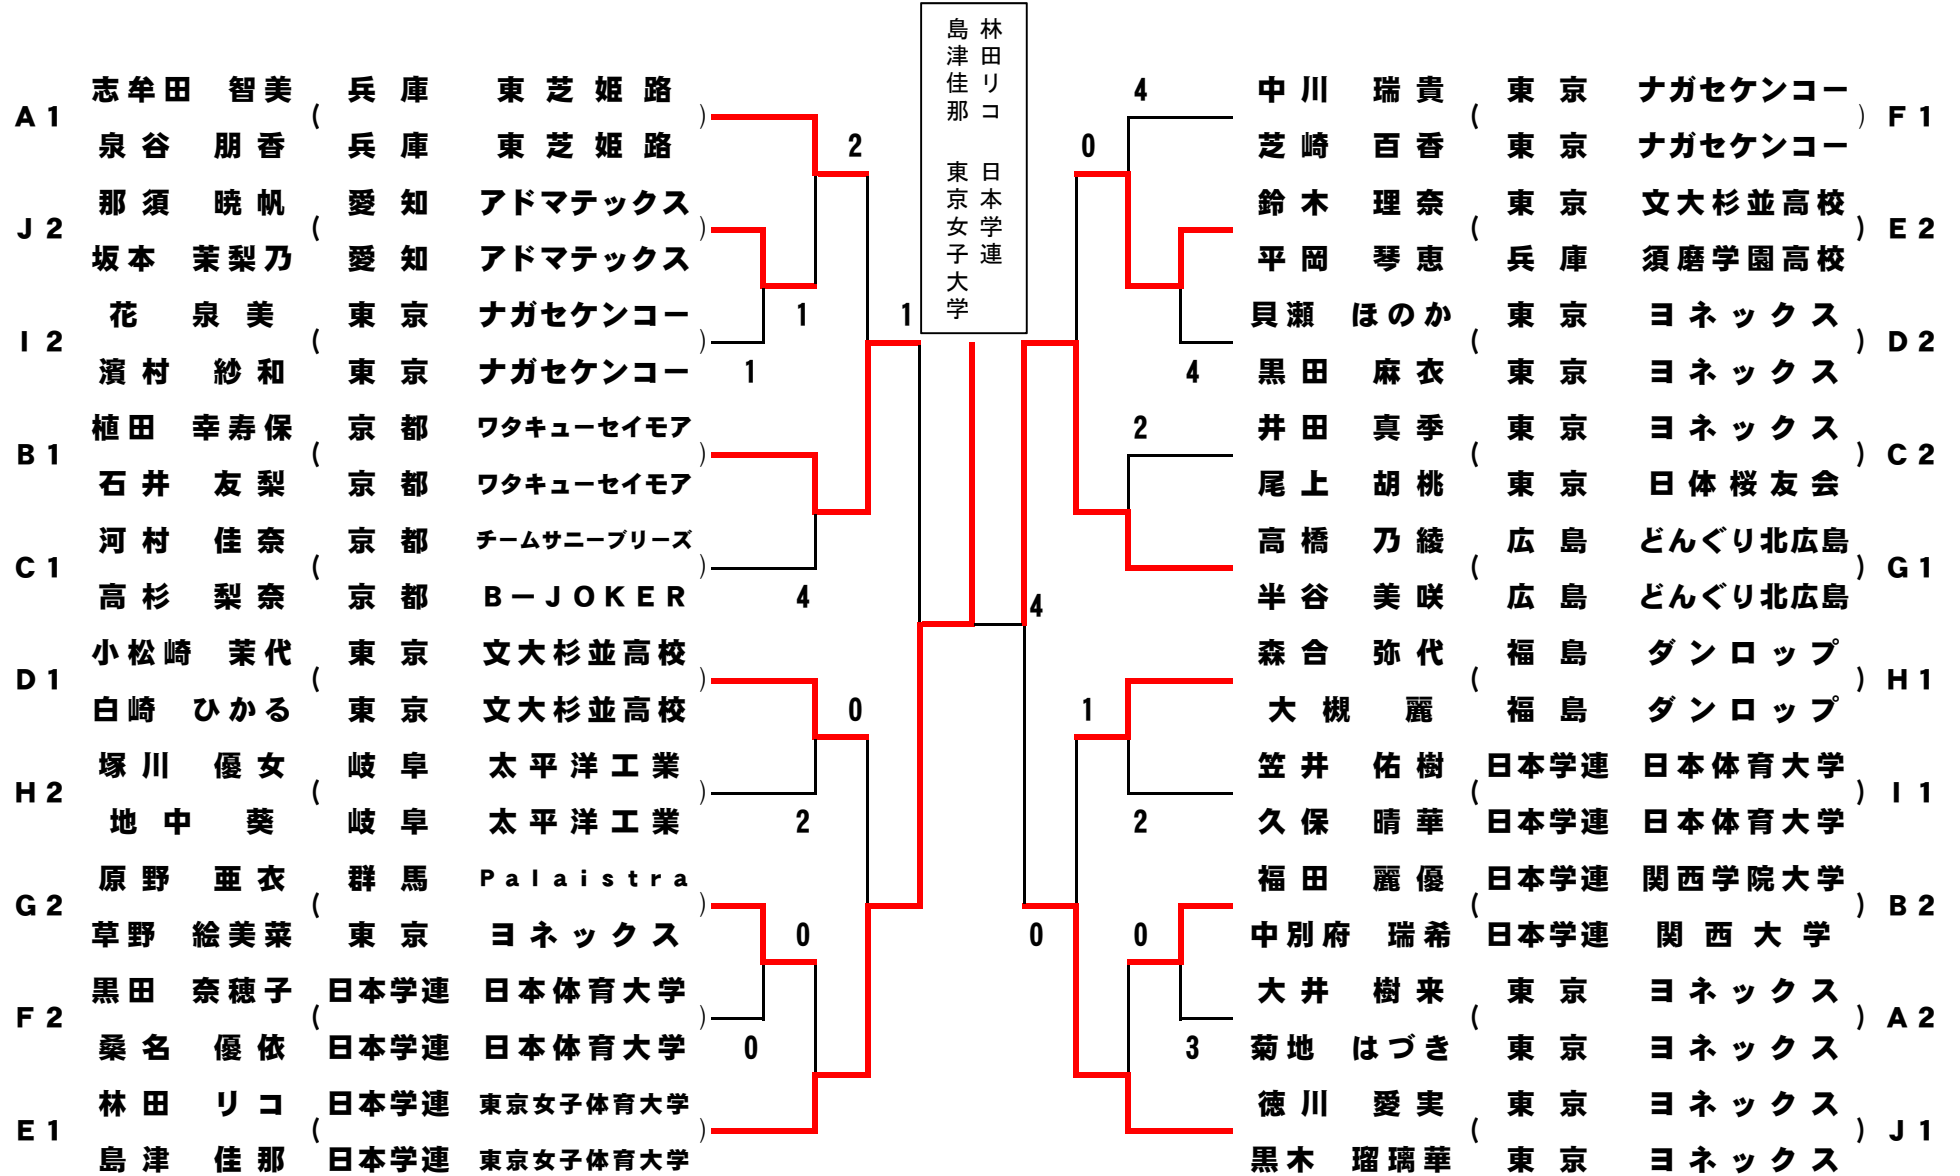 林田リコ 日本学連
島津佳那 東京女子大学
A1
志牟田 智美 ( 兵庫 東芝姫路 )
泉谷 朋香 兵庫 東芝姫路
J2
那須 暁帆 ( 愛知 アドマテックス )
坂本 茉梨乃 愛知 アドマテックス
I2
花 泉美 ( 東京 ナガセケンコー )
濱村 紗和 東京 ナガセケンコー
B1
植田 幸寿保 ( 京都 ワタキューセイモア )
石井 友梨 京都 ワタキューセイモア
C1
河村 佳奈 ( 京都 チームサニーブリーズ )
高杉 梨奈 京都 B－JOKER
D1
小松崎 茉代 ( 東京 文大杉並高校 )
白崎 ひかる 東京 文大杉並高校
H2
塚川 優女 ( 岐阜 太平洋工業 )
地中 葵 岐阜 太平洋工業
G2
原野 亜衣 ( 群馬 Palaistra )
草野 絵美菜 東京 ヨネックス
F2
黒田 奈穂子 ( 日本学連 日本体育大学 )
桑名 優依 日本学連 日本体育大学
E1
林田 リコ ( 日本学連 東京女子体育大学 )
島津 佳那 日本学連 東京女子体育大学
2
1
1
1
4
0
2
0
0
4
0
4
2
4
1
2
0
0
3
中川 瑞貴 ( 東京 ナガセケンコー ) F1
芝崎 百香 東京 ナガセケンコー
鈴木 理奈 ( 東京 文大杉並高校 ) E2
平岡 琴恵 兵庫 須磨学園高校
貝瀬 ほのか ( 東京 ヨネックス ) D2
黒田 麻衣 東京 ヨネックス
井田 真季 ( 東京 ヨネックス ) C2
尾上 胡桃 東京 日体桜友会
高橋 乃綾 ( 広島 どんぐり北広島 ) G1
半谷 美咲 広島 どんぐり北広島
森合 弥代 ( 福島 ダンロップ ) H1
大槻 麗 福島 ダンロップ
笠井 佑樹 ( 日本学連 日本体育大学 ) I1
久保 晴華 日本学連 日本体育大学
福田 麗優 ( 日本学連 関西学院大学 ) B2
中別府 瑞希 日本学連 関西大学
大井 樹来 ( 東京 ヨネックス ) A2
菊地 はづき 東京 ヨネックス
徳川 愛実 ( 東京 ヨネックス ) J1
黒木 瑠璃華 東京 ヨネックス
4